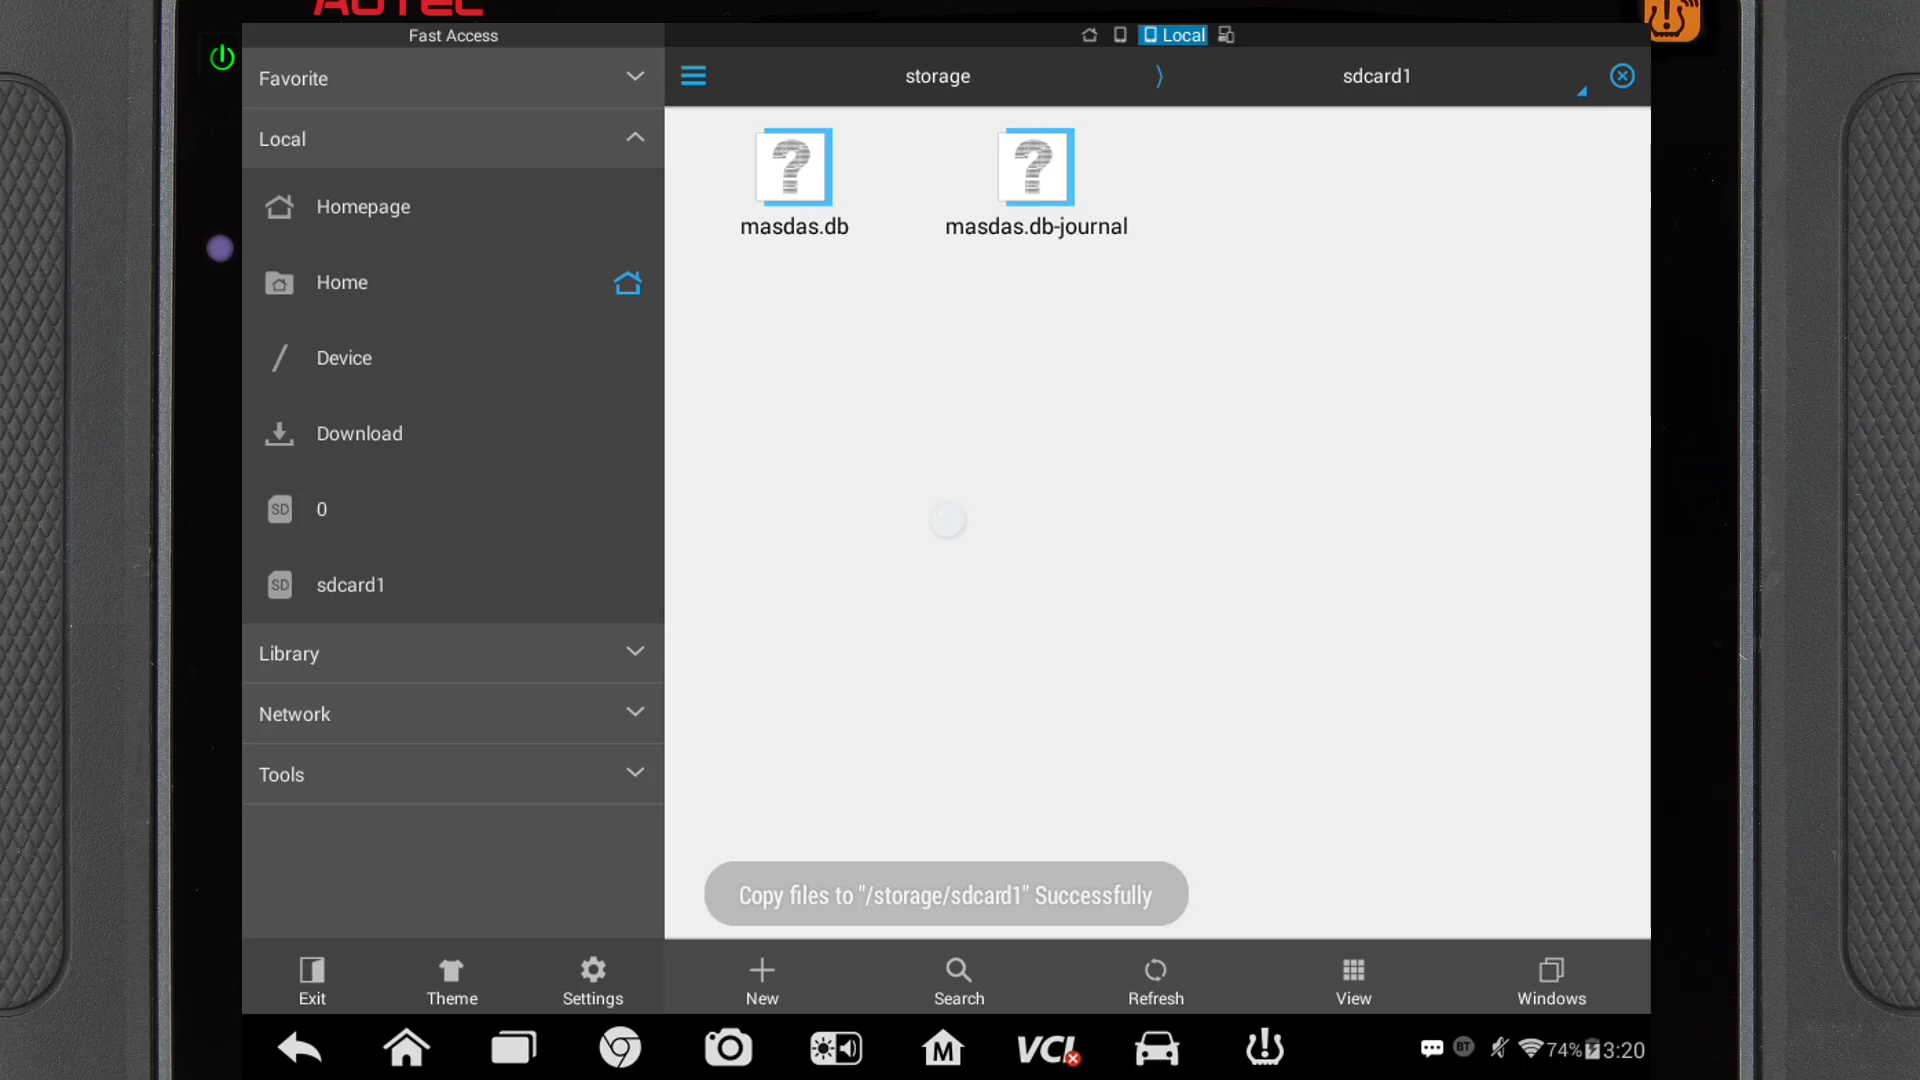 AUTEL
Fast Access
Local
Favorite
storage
sdcard1
Local
Homepage
masdas.db
masdas.db-journal
Home
Device
Download
SD
0
SD
sdcard1
Library
Network
Tools
Copy files to "/storage/sdcard1" Successfully
Exit
Theme
Settings
New
Search
Refresh
View
Windows
M
VCI
BT
74%
3:20